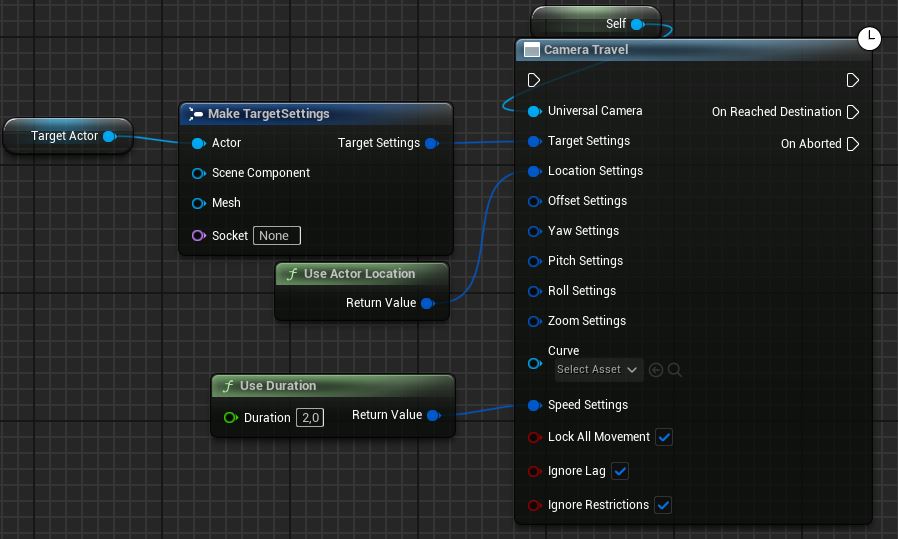 Self
Camera Travel
Universal Camera
On Reached Destination
Target Settings
On Aborted
Location Settings
Offset Settings
Yaw Settings
Pitch Settings
Roll Settings
Zoom Settings
Curve
Select Asset
Speed Settings
Lock All Movement
Ignore Lag
Ignore Restrictions
Make TargetSettings
Actor
Target Settings
Scene Component
Mesh
Socket None
Target Actor
f Use Actor Location
Return Value
f Use Duration
Duration 2,0
Return Value